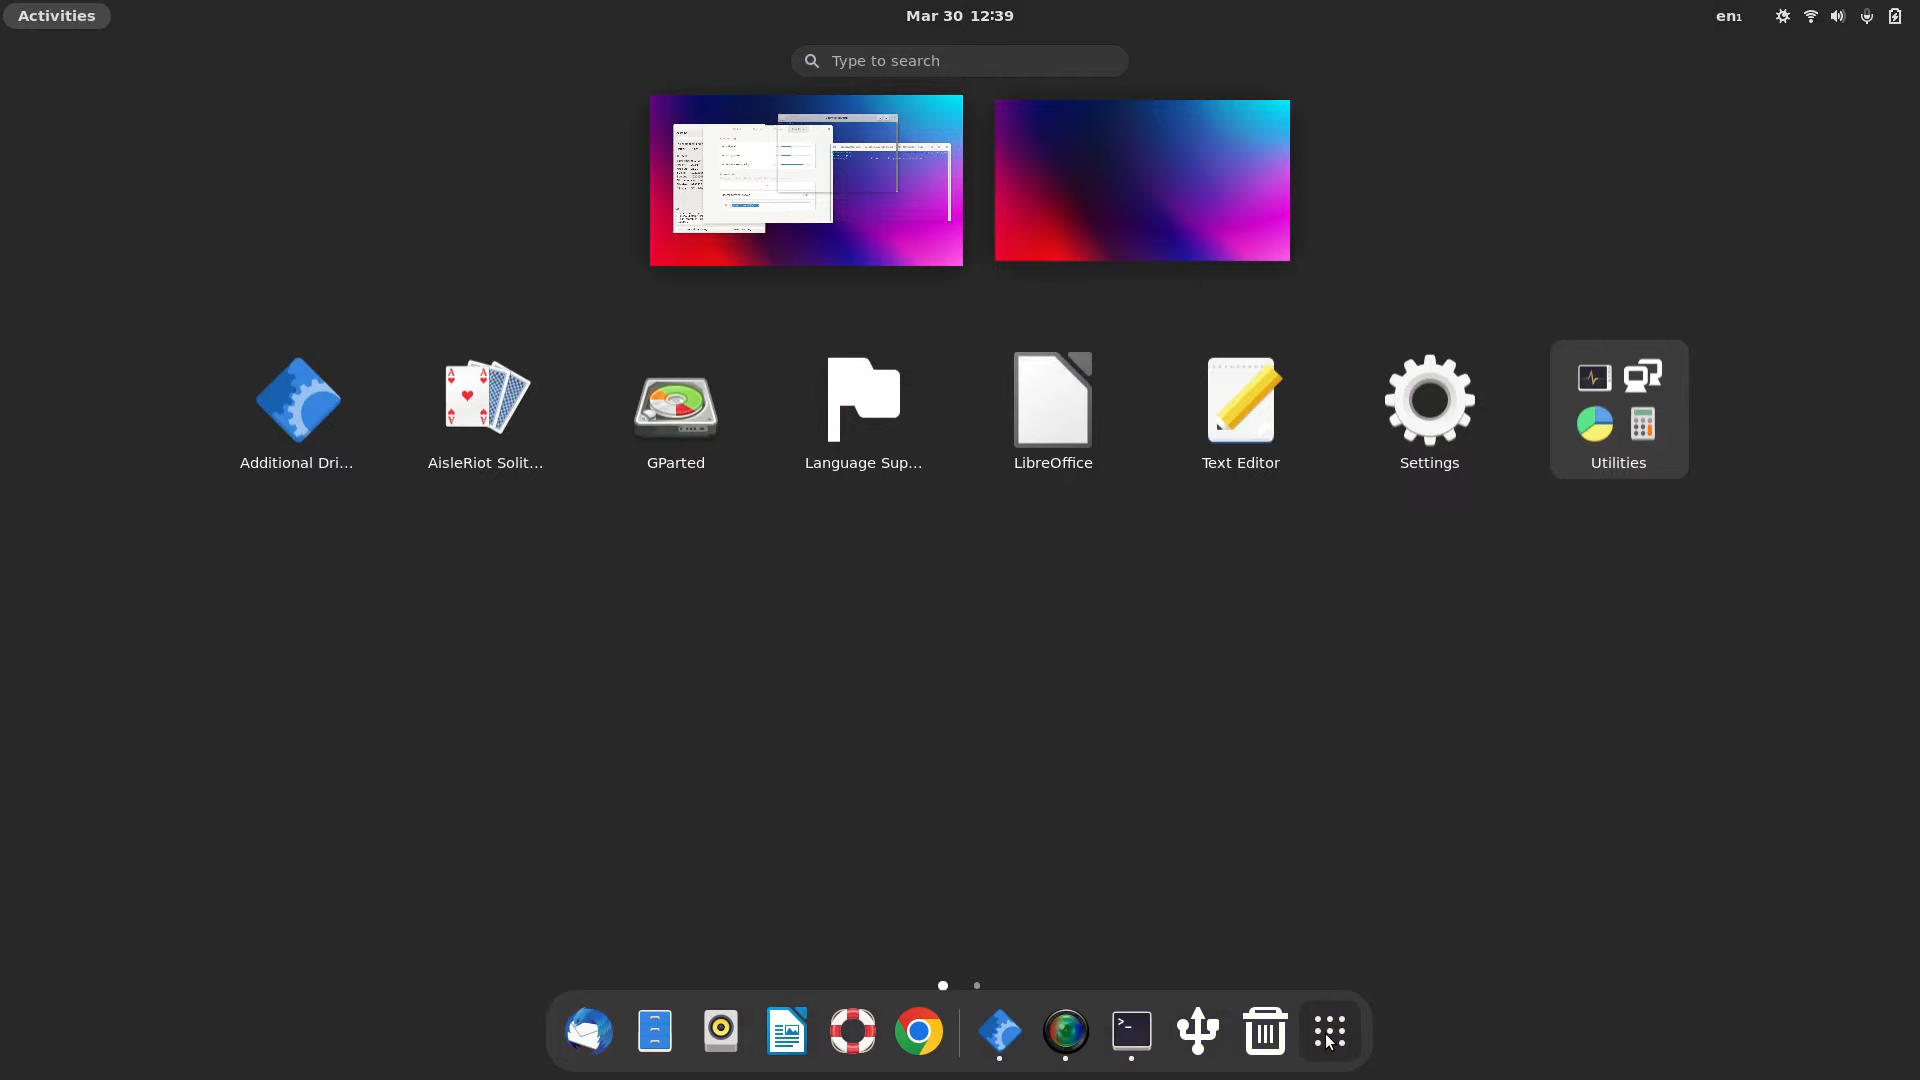 Activities
Mar 30 12:39
en₁
Type to search
Additional Dri...
AisleRiot Solit...
GParted
Language Sup...
LibreOffice
Text Editor
Settings
Utilities